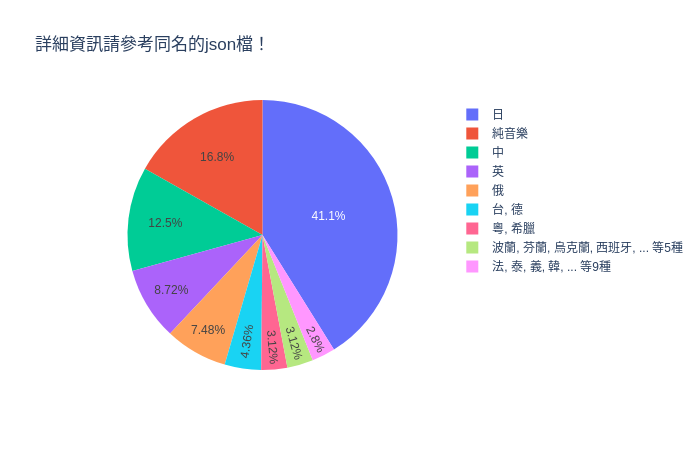 詳細資訊請參考同名的json檔！
41.1%
16.8%
12.5%
8.72%
7.48%
4.36%
3.12%
3.12%
2.8%
日
純音樂
中
英
俄
台, 德
粵, 希臘
波蘭, 芬蘭, 烏克蘭, 西班牙, ... 等5種
法, 泰, 義, 韓, ... 等9種